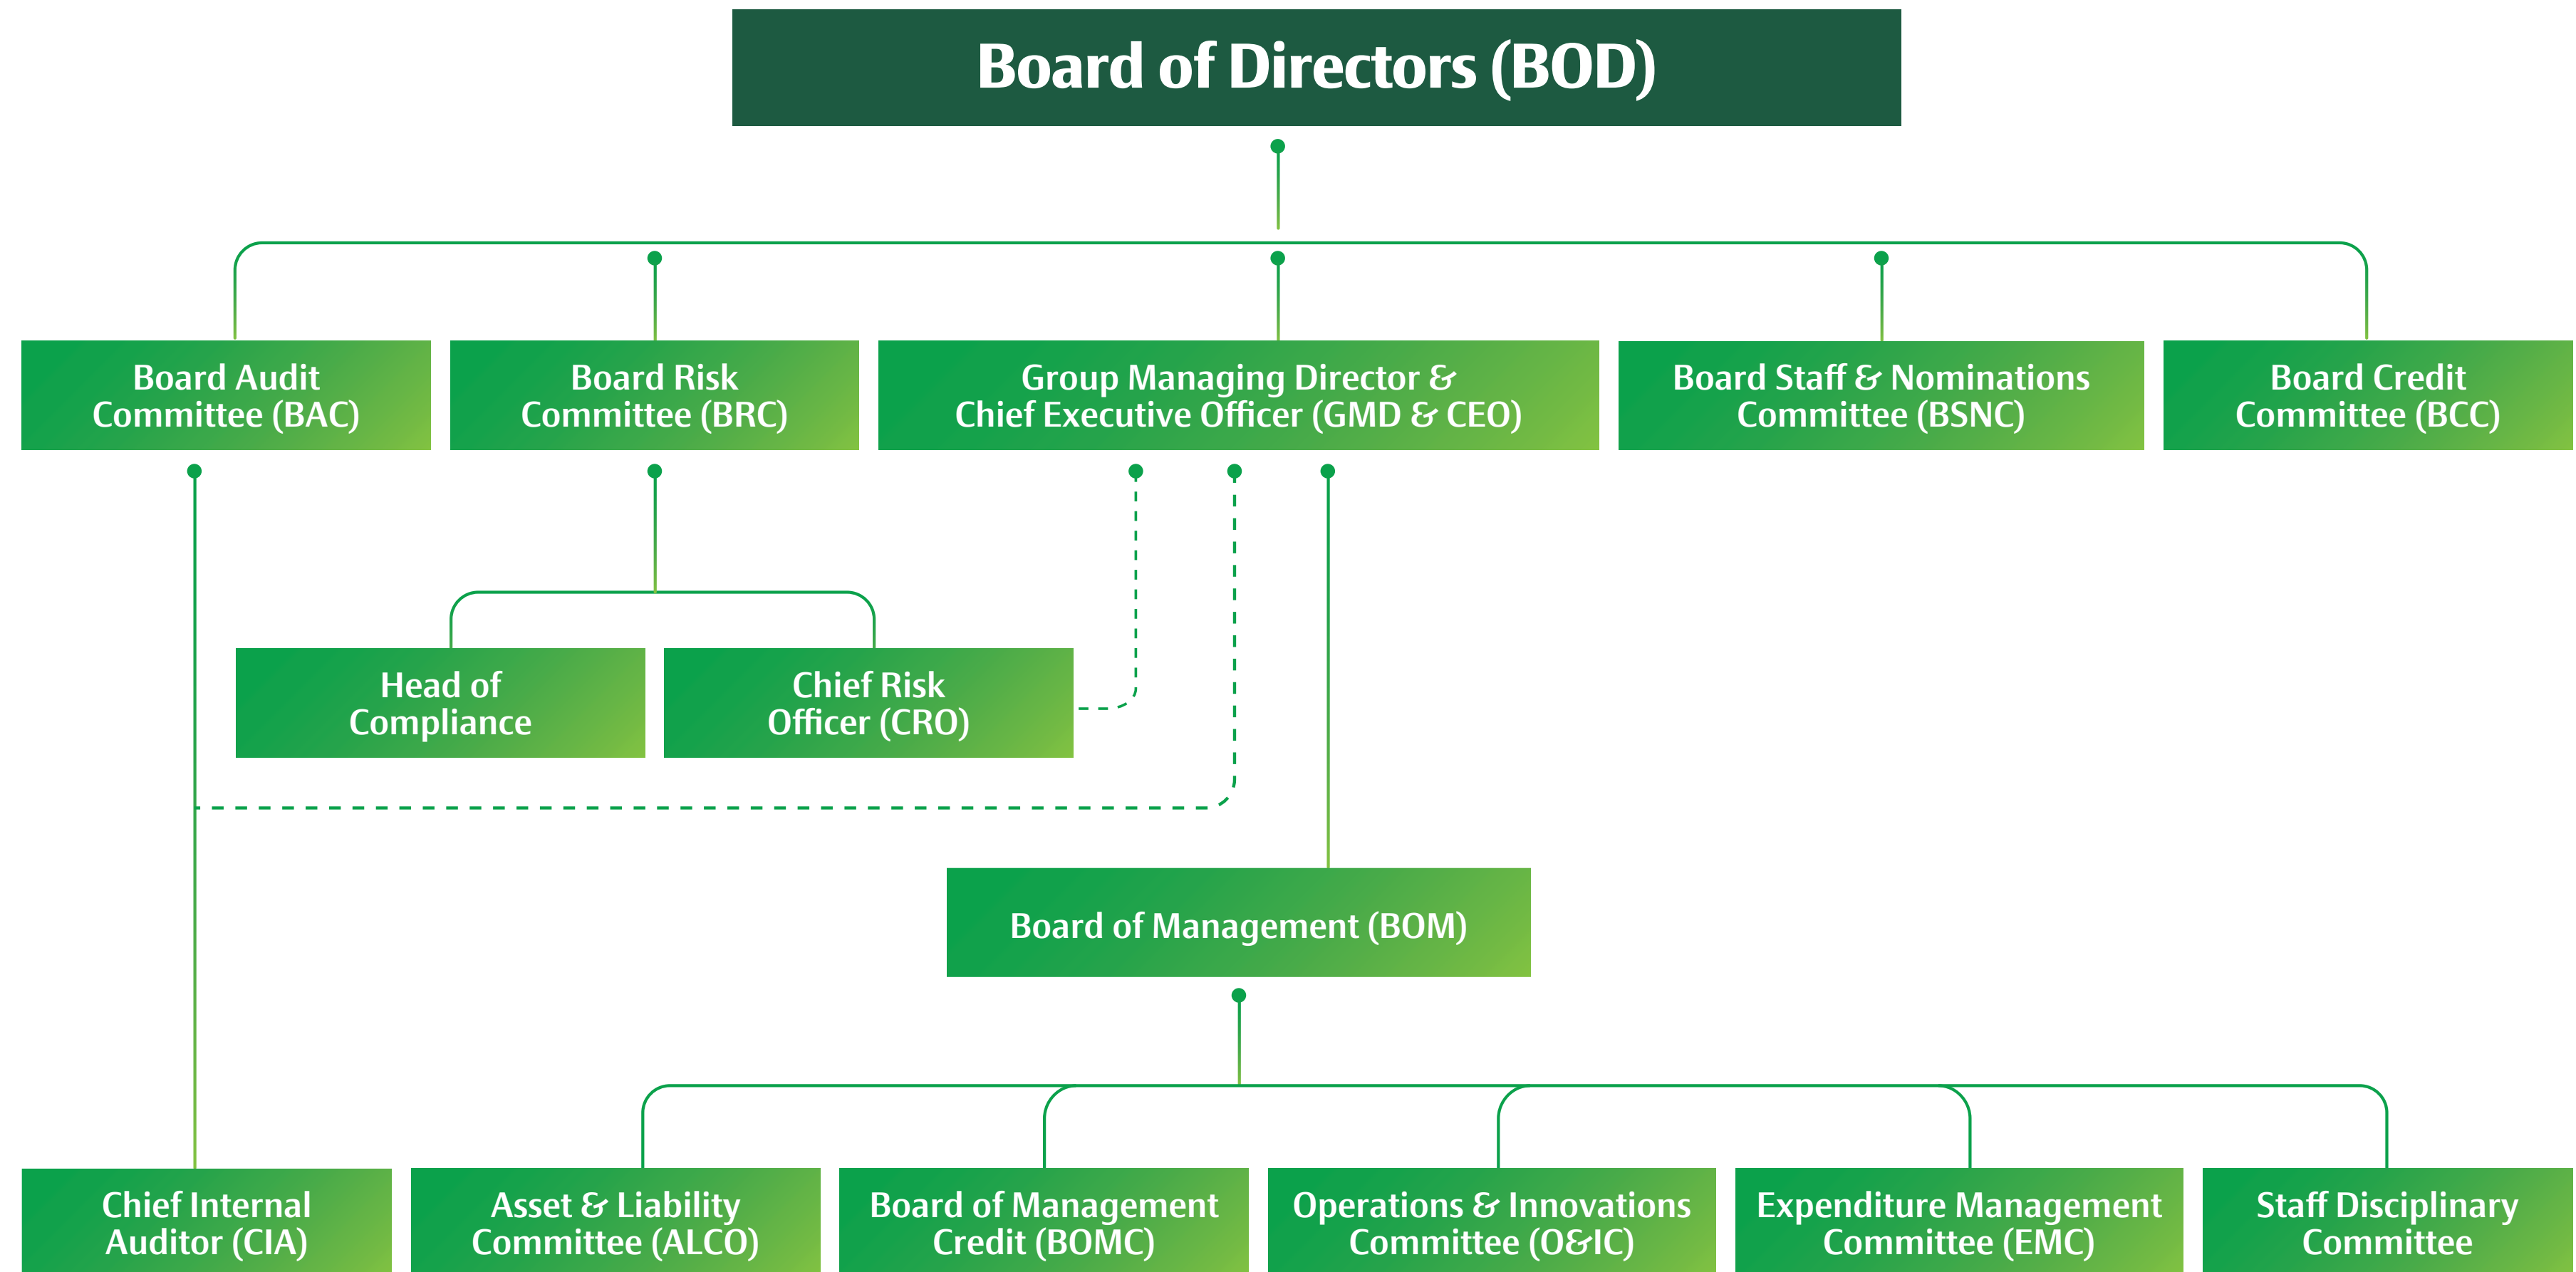 Board of Directors (BOD)
Board Audit
Committee (BAC)
Board Risk
Committee (BRC)
Group Managing Director &
Chief Executive Officer (GMD & CEO)
Board Staff & Nominations
Committee (BSNC)
Board Credit
Committee (BCC)
Head of
Compliance
Chief Risk
Officer (CRO)
Board of Management (BOM)
Chief Internal
Auditor (CIA)
Asset & Liability
Committee (ALCO)
Board of Management
Credit (BOMC)
Operations & Innovations
Committee (O&IC)
Expenditure Management
Committee (EMC)
Staff Disciplinary
Committee